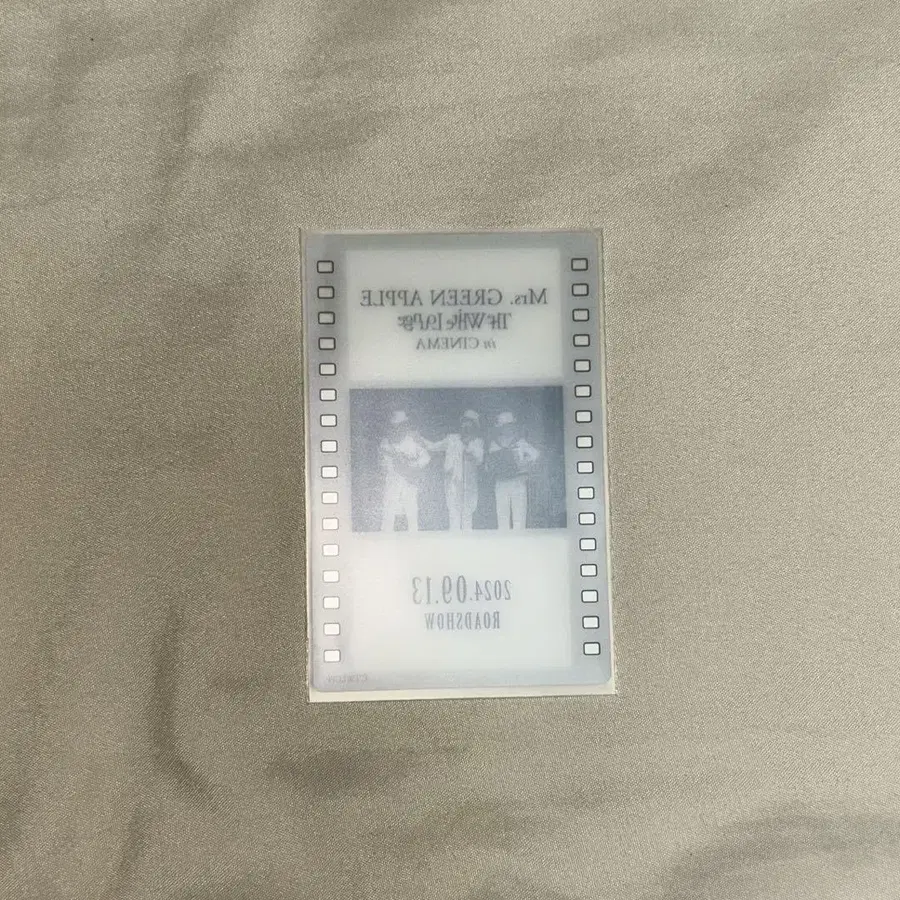 Mrs. GREEN APPLE
The White Lounge
in CINEMA
2024.09.13
ROADSHOW